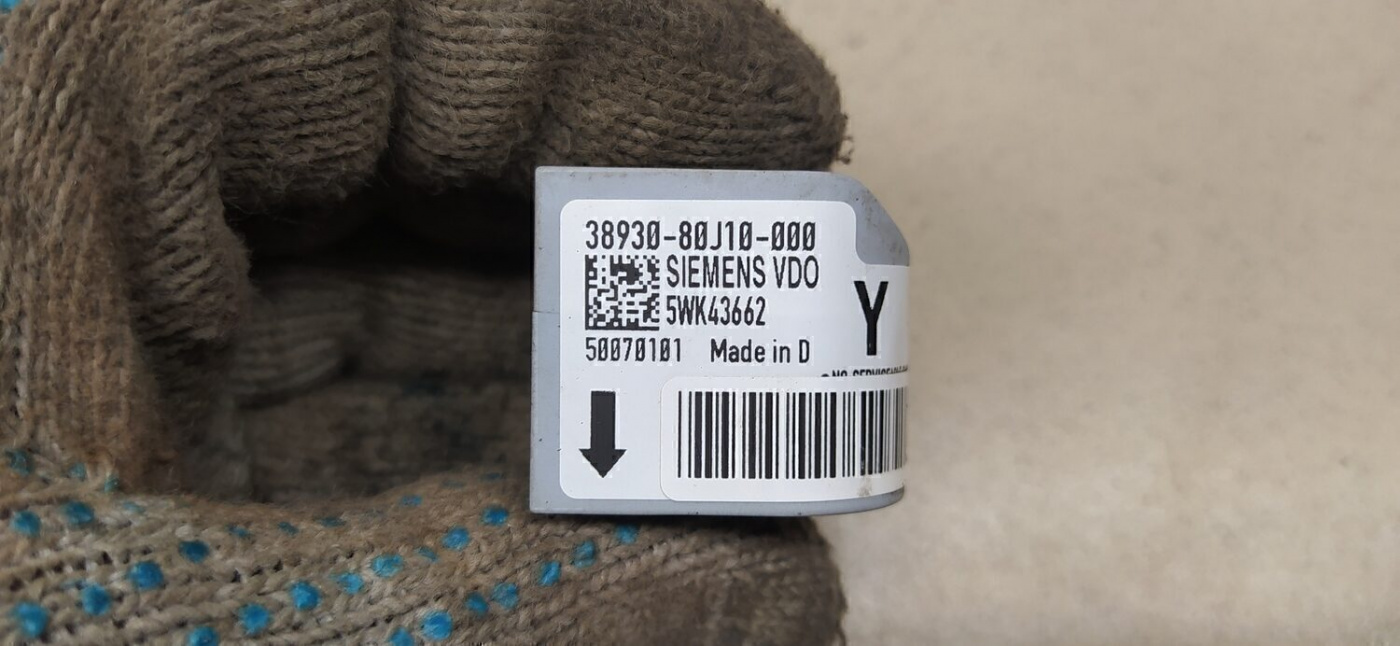 38930-80J10-000
SIEMENS VDO
5WK43662
Y
50070101 Made in D